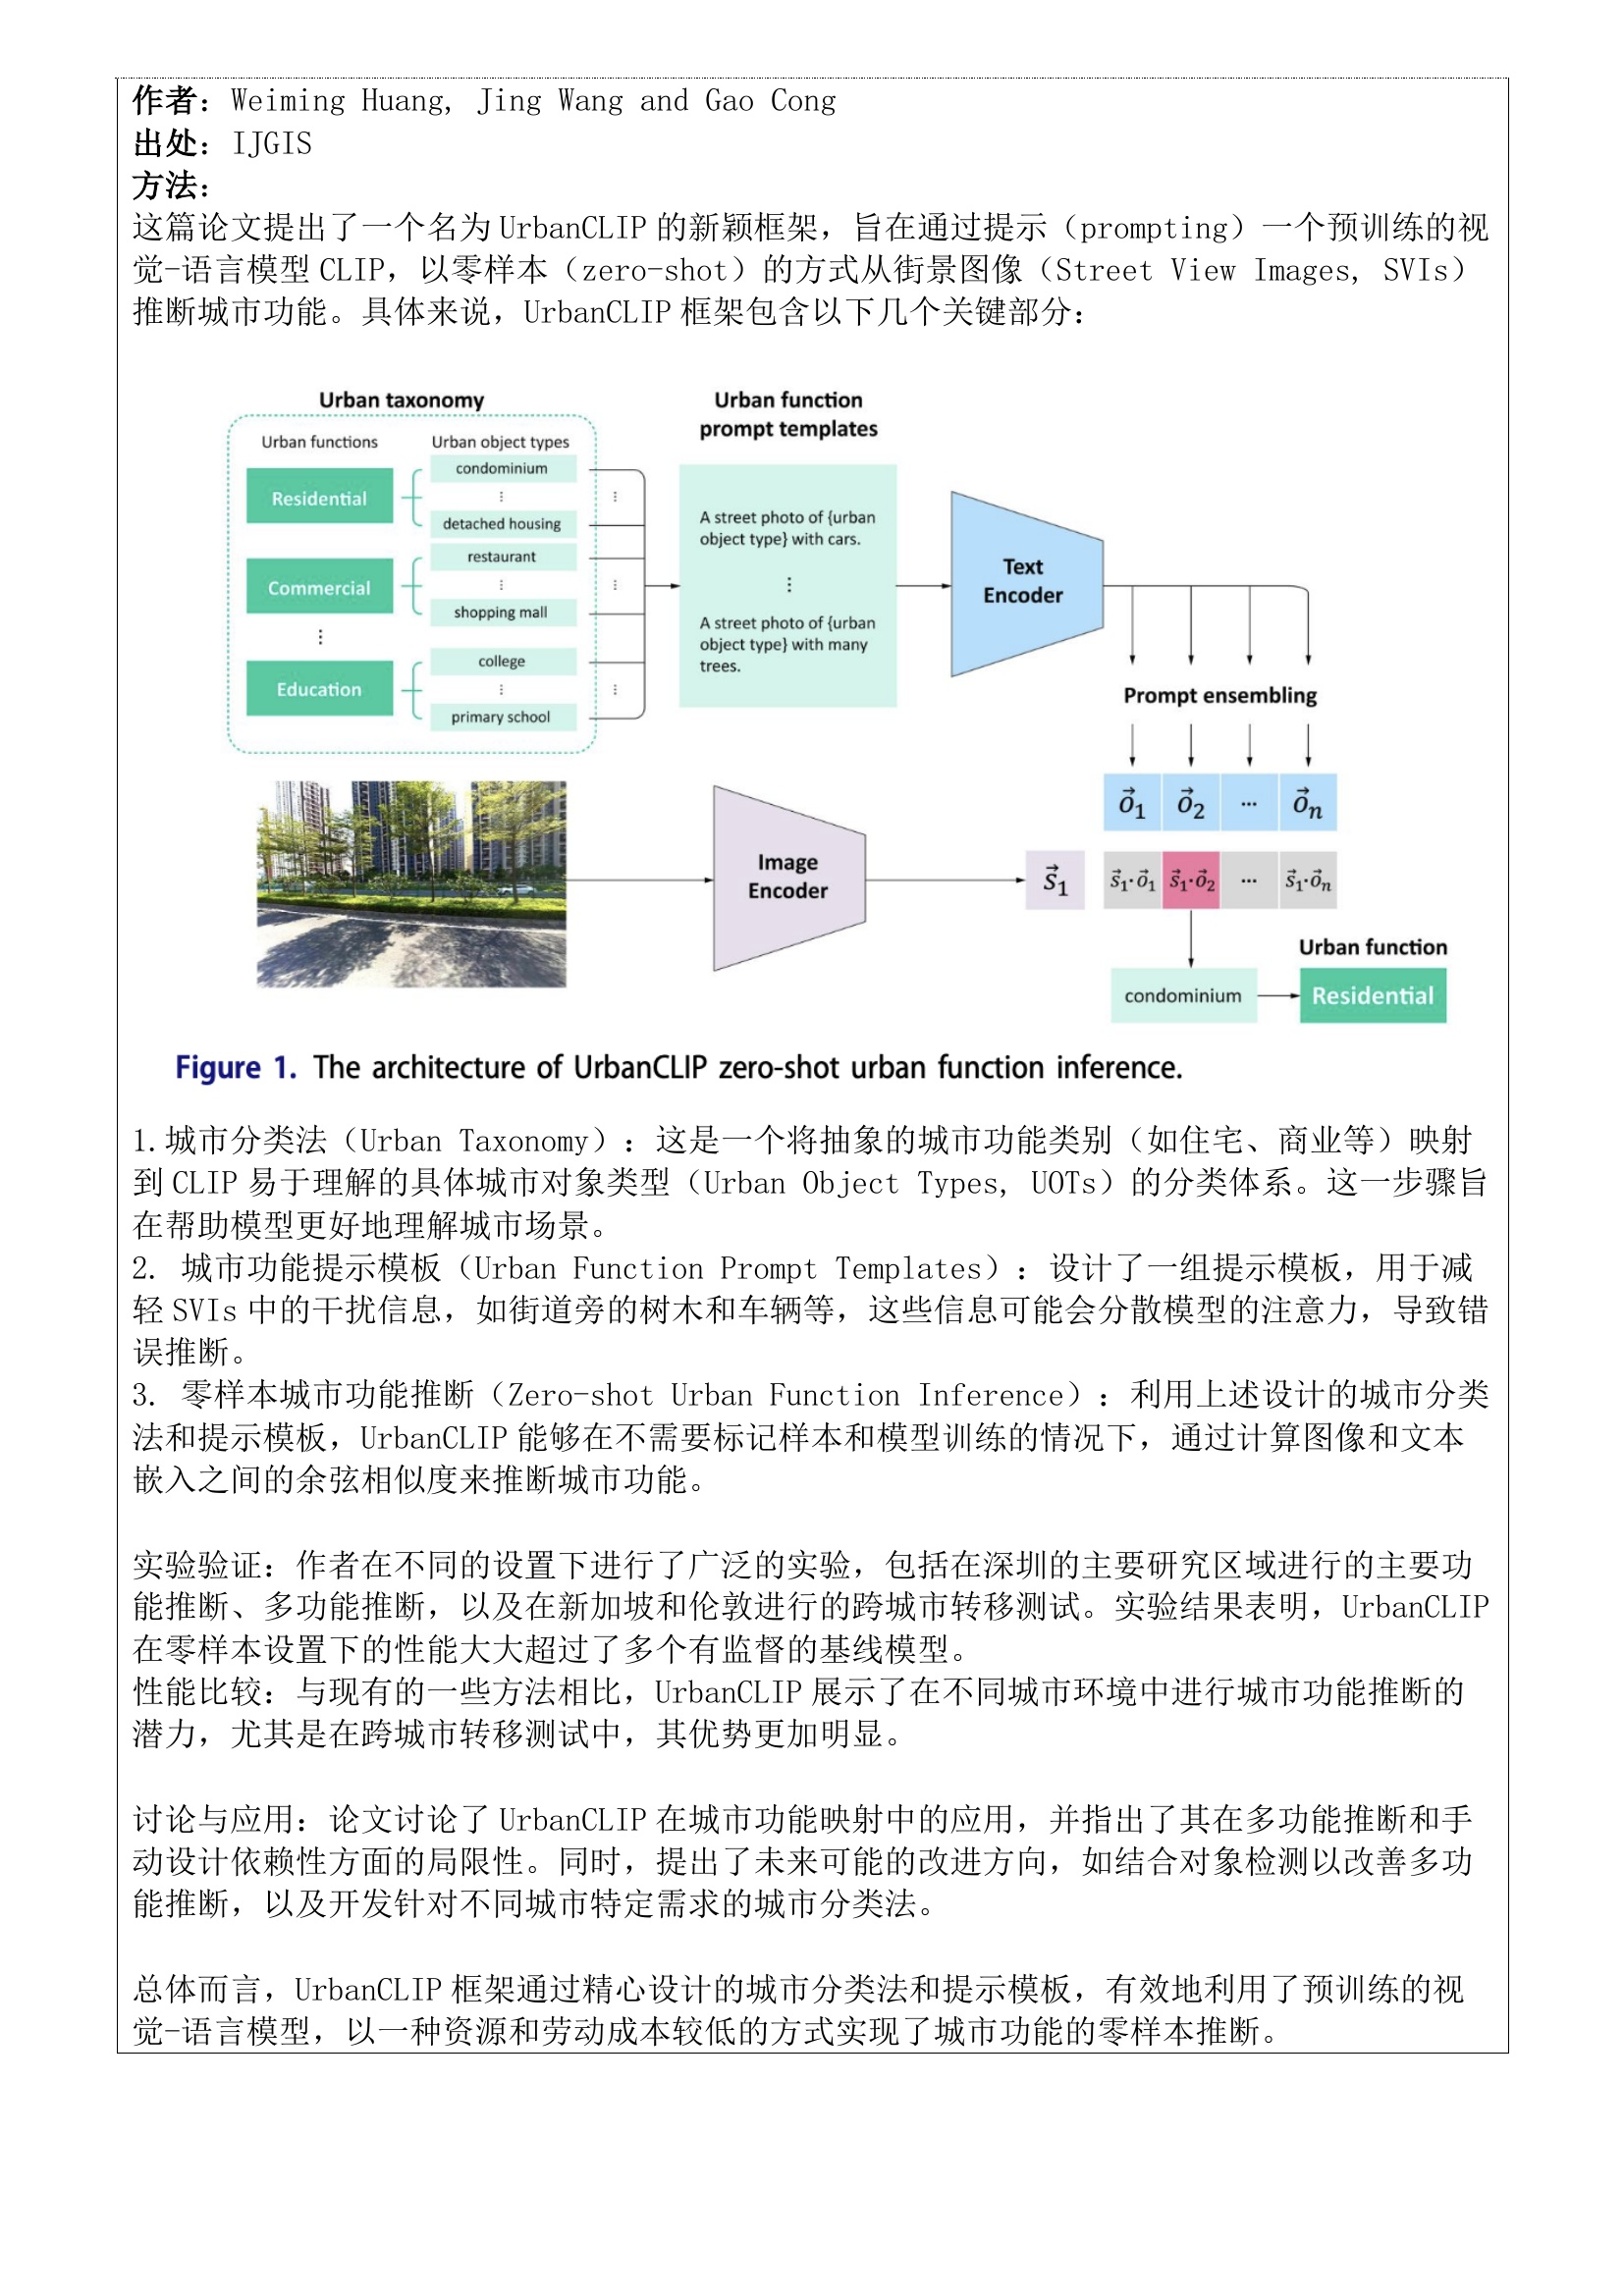 作者：Weiming Huang, Jing Wang and Gao Cong
出处：IJGIS
方法：
这篇论文提出了一个名为 UrbanCLIP 的新颖框架，旨在通过提示（prompting）一个预训练的视
觉-语言模型 CLIP，以零样本（zero-shot）的方式从街景图像（Street View Images, SVIs）
推断城市功能。具体来说，UrbanCLIP 框架包含以下几个关键部分：
Urban taxonomy
Urban functions
Urban object types
Residential
condominium
⋮
detached housing
Commercial
restaurant
⋮
shopping mall
⋮
Education
college
⋮
primary school
⋮
⋮
⋮
Urban function
prompt templates
A street photo of {urban
object type} with cars.
⋮
A street photo of {urban
object type} with many
trees.
Text
Encoder
Prompt ensembling
o⃗1 o⃗2 ··· o⃗n
Image
Encoder
s⃗1
s⃗1·o⃗1 s⃗1·o⃗2 ··· s⃗1·o⃗n
Urban function
condominium
Residential
Figure 1. The architecture of UrbanCLIP zero-shot urban function inference.
1.城市分类法（Urban Taxonomy）：这是一个将抽象的城市功能类别（如住宅、商业等）映射
到 CLIP 易于理解的具体城市对象类型（Urban Object Types, UOTs）的分类体系。这一步骤旨
在帮助模型更好地理解城市场景。
2. 城市功能提示模板（Urban Function Prompt Templates）：设计了一组提示模板，用于减
轻 SVIs 中的干扰信息，如街道旁的树木和车辆等，这些信息可能会分散模型的注意力，导致错
误推断。
3. 零样本城市功能推断（Zero-shot Urban Function Inference）：利用上述设计的城市分类
法和提示模板，UrbanCLIP 能够在不需要标记样本和模型训练的情况下，通过计算图像和文本
嵌入之间的余弦相似度来推断城市功能。
实验验证：作者在不同的设置下进行了广泛的实验，包括在深圳的主要研究区域进行的主要功
能推断、多功能推断，以及在新加坡和伦敦进行的跨城市转移测试。实验结果表明，UrbanCLIP
在零样本设置下的性能大大超过了多个有监督的基线模型。
性能比较：与现有的一些方法相比，UrbanCLIP 展示了在不同城市环境中进行城市功能推断的
潜力，尤其是在跨城市转移测试中，其优势更加明显。
讨论与应用：论文讨论了 UrbanCLIP 在城市功能映射中的应用，并指出了其在多功能推断和手
动设计依赖性方面的局限性。同时，提出了未来可能的改进方向，如结合对象检测以改善多功
能推断，以及开发针对不同城市特定需求的城市分类法。
总体而言，UrbanCLIP 框架通过精心设计的城市分类法和提示模板，有效地利用了预训练的视
觉-语言模型，以一种资源和劳动成本较低的方式实现了城市功能的零样本推断。